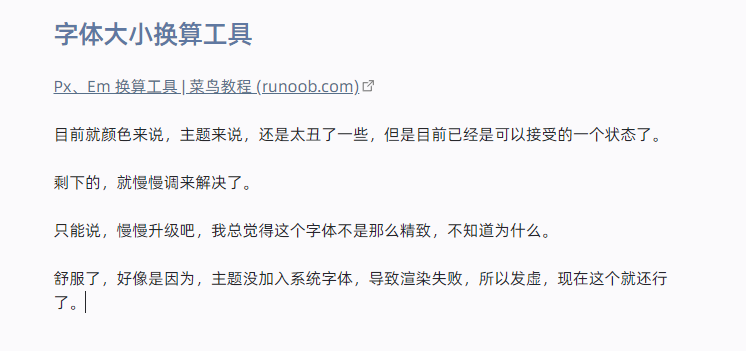 字体大小换算工具
Px、Em 换算工具 | 菜鸟教程 (runoob.com)
目前就颜色来说，主题来说，还是太丑了一些，但是目前已经是可以接受的一个状态了。
剩下的，就慢慢调来解决了。
只能说，慢慢升级吧，我总觉得这个字体不是那么精致，不知道为什么。
舒服了，好像是因为，主题没加入系统字体，导致渲染失败，所以发虚，现在这个就还行
了。